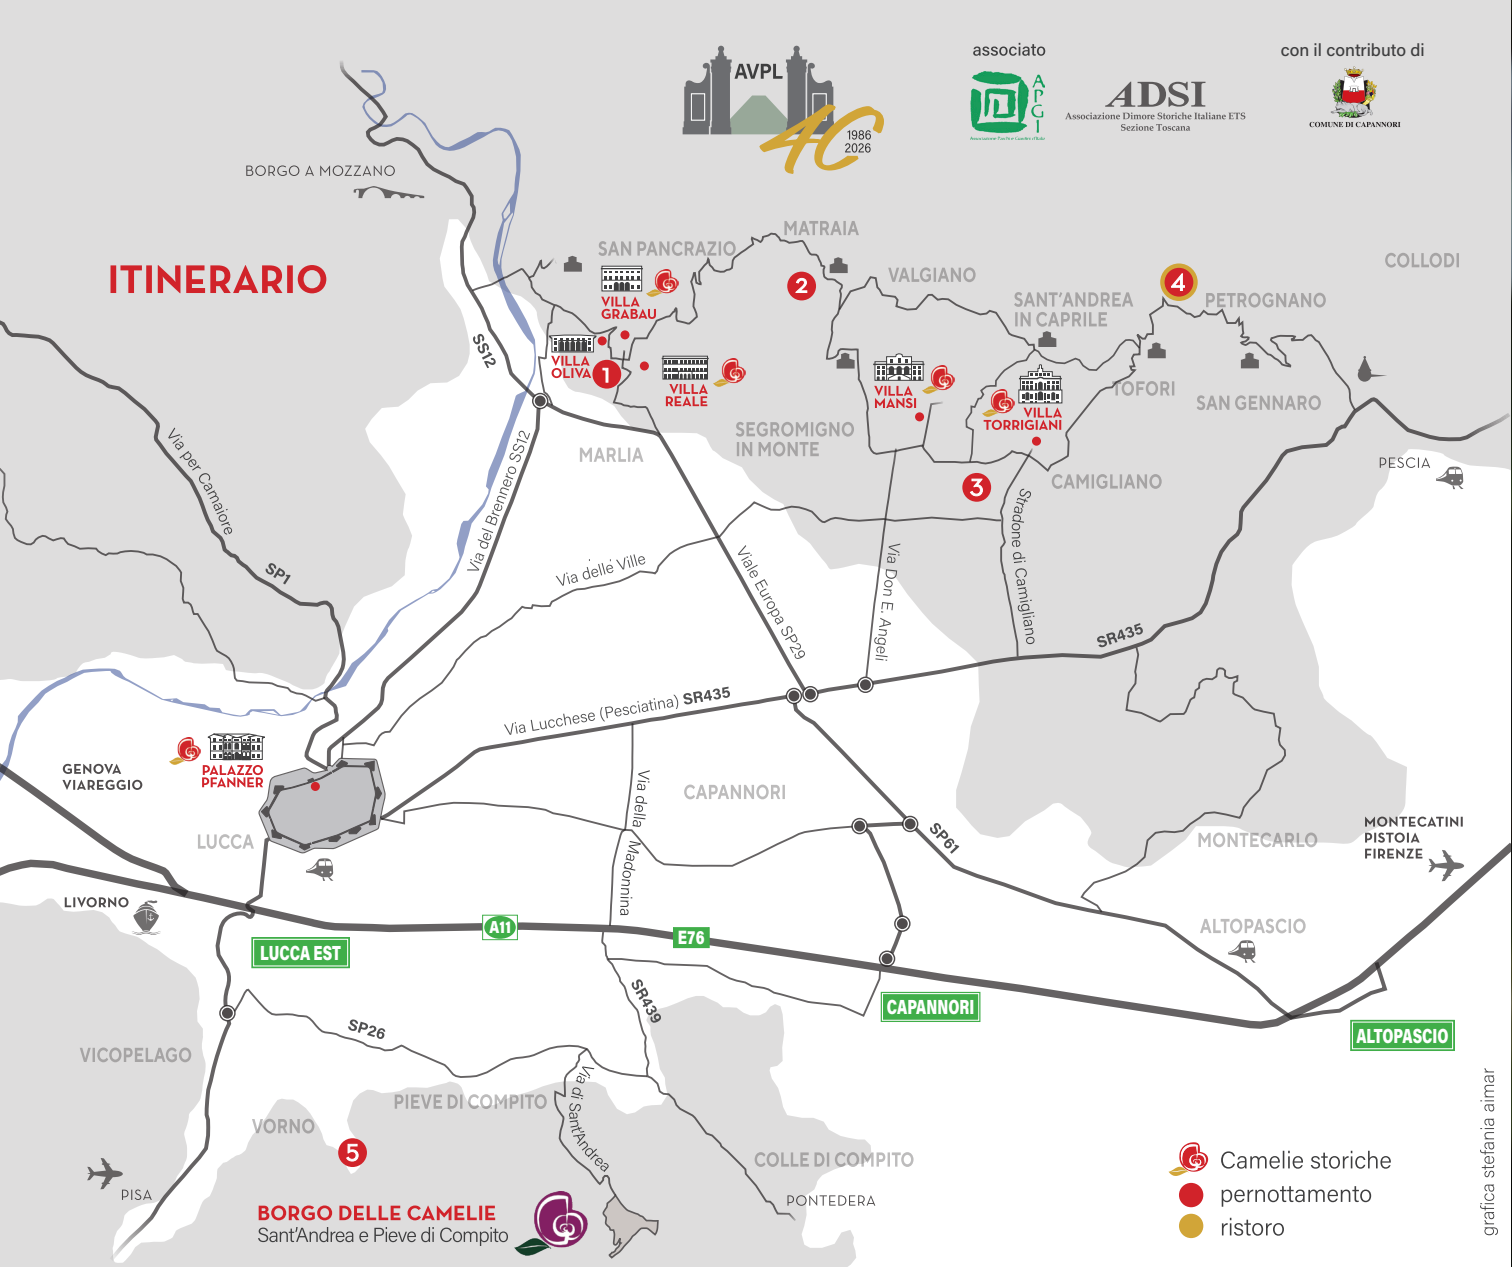 associato
con il contributo di
AVPL
40
1986
2026
APGI
ADSI
Associazione Dimore Storiche Italiane ETS
Sezione Toscana
COMUNE DI CAPANNORI
BORGO A MOZZANO
ITINERARIO
SAN PANCRAZIO
MATRAIA
VALGIANO
COLLODI
SANT'ANDREA
IN CAPRILE
PETROGNANO
VILLA
GRABAU
VILLA
OLIVA
VILLA
REALE
VILLA
MANSI
VILLA
TORRIGIANI
1
2
3
4
5
TOFORI
SAN GENNARO
SEGROMIGNO
IN MONTE
MARLIA
CAMIGLIANO
PESCIA
SS12
Via per Camaiore
SP1
Via del Brennero SS12
Via delle Ville
Viale Europa SP29
Via Don E. Angeli
Stradone di Camigliano
SR435
Via Lucchese (Pesciatina) SR435
PALAZZO
PFANNER
GENOVA
VIAREGGIO
LUCCA
LIVORNO
Via della Madonnina
CAPANNORI
SP61
MONTECARLO
MONTECATINI
PISTOIA
FIRENZE
ALTOPASCIO
A11
E76
LUCCA EST
CAPANNORI
ALTOPASCIO
SR439
SP26
VICOPELAGO
PIEVE DI COMPITO
VORNO
Via di Sant'Andrea
COLLE DI COMPITO
PONTEDERA
PISA
BORGO DELLE CAMELIE
Sant'Andrea e Pieve di Compito
Camelie storiche
pernottamento
ristoro
grafica stefania aimar